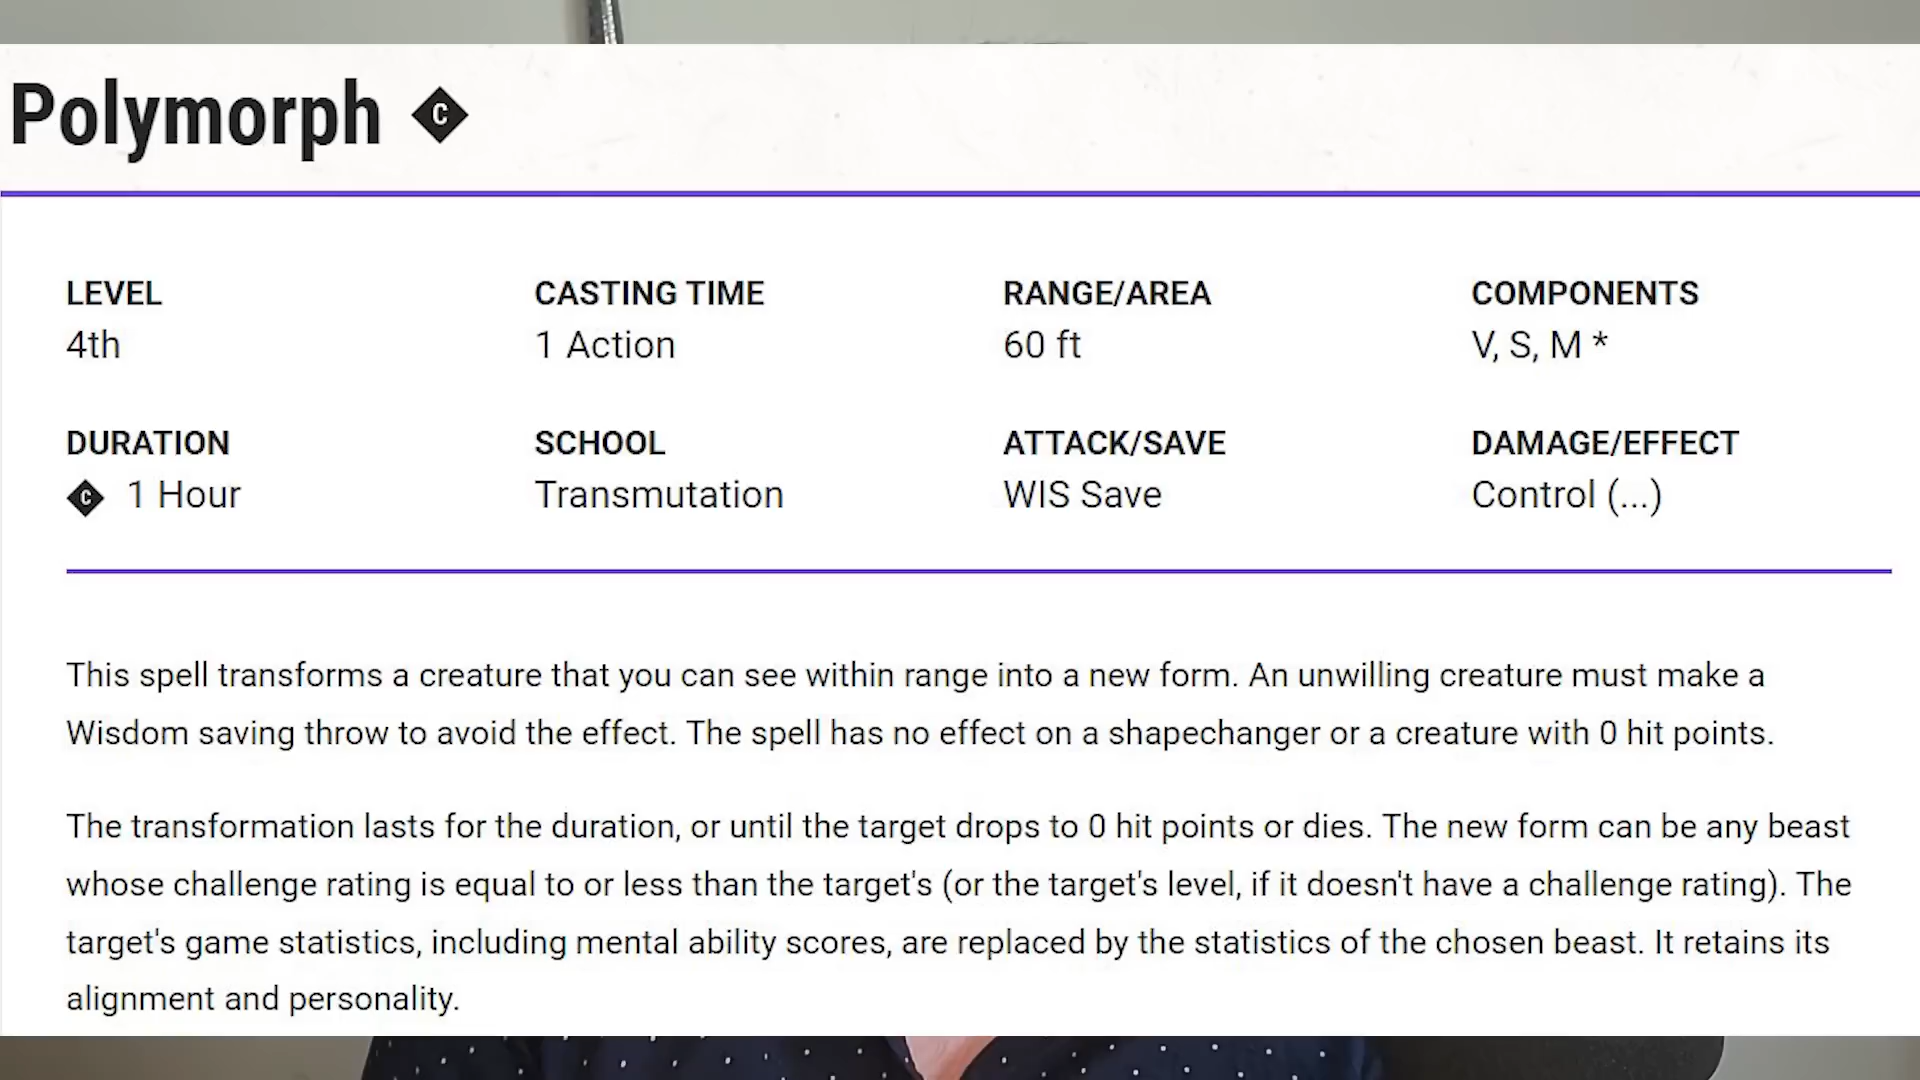 Polymorph C
LEVEL
4th
CASTING TIME
1 Action
RANGE/AREA
60 ft
COMPONENTS
V, S, M *
DURATION
C 1 Hour
SCHOOL
Transmutation
ATTACK/SAVE
WIS Save
DAMAGE/EFFECT
Control (...)
This spell transforms a creature that you can see within range into a new form. An unwilling creature must make a
Wisdom saving throw to avoid the effect. The spell has no effect on a shapechanger or a creature with 0 hit points.
The transformation lasts for the duration, or until the target drops to 0 hit points or dies. The new form can be any beast
whose challenge rating is equal to or less than the target's (or the target's level, if it doesn't have a challenge rating). The
target's game statistics, including mental ability scores, are replaced by the statistics of the chosen beast. It retains its
alignment and personality.